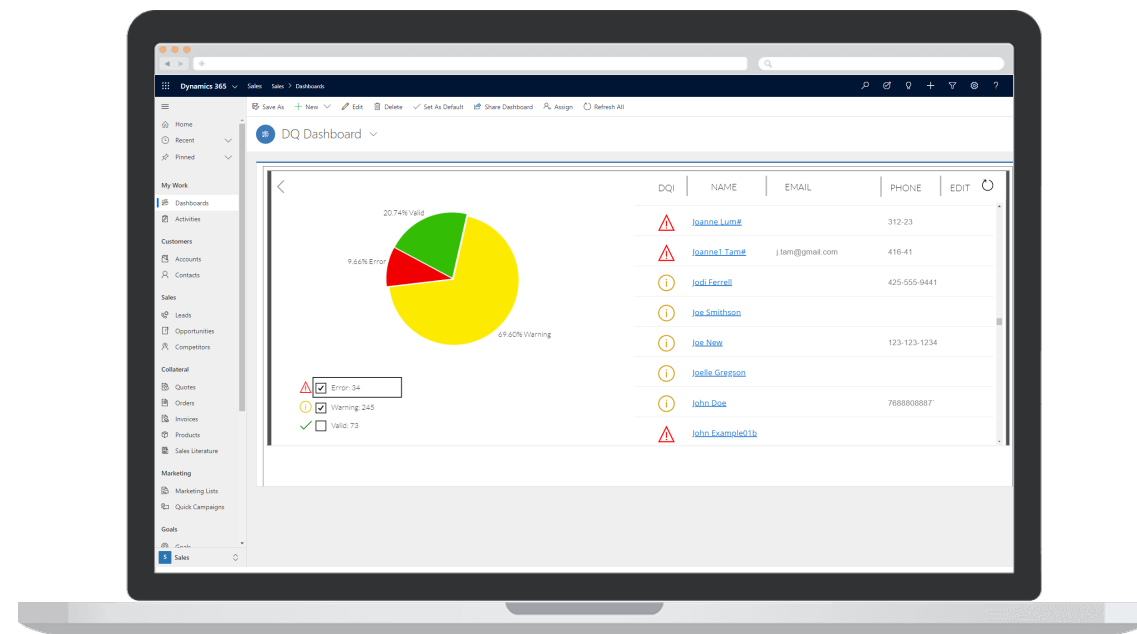 Dynamics 365 Sales Sales > Dashboards ?
Save As New Edit Delete Set As Default Share Dashboard Assign Refresh All
Home
Recent
Pinned
My Work
Dashboards
Activities
Customers
Accounts
Contacts
Sales
Leads
Opportunities
Competitors
Collateral
Quotes
Orders
Invoices
Products
Sales Literature
Marketing
Marketing Lists
Quick Campaigns
Goals
Goals
S Sales
DQ Dashboard
20.74% Valid
9.66% Error
69.60% Warning
Error: 34
Warning: 245
Valid: 73
DQI NAME EMAIL PHONE EDIT
Joanne Lum# 312-23
Joanne1 Tam# j.tam@gmail.com 416-41
Jodi Ferrell 425-555-9441
Joe Smithson
Joe New 123-123-1234
Joelle Gregson
John Doe 7688808887
John Example01b